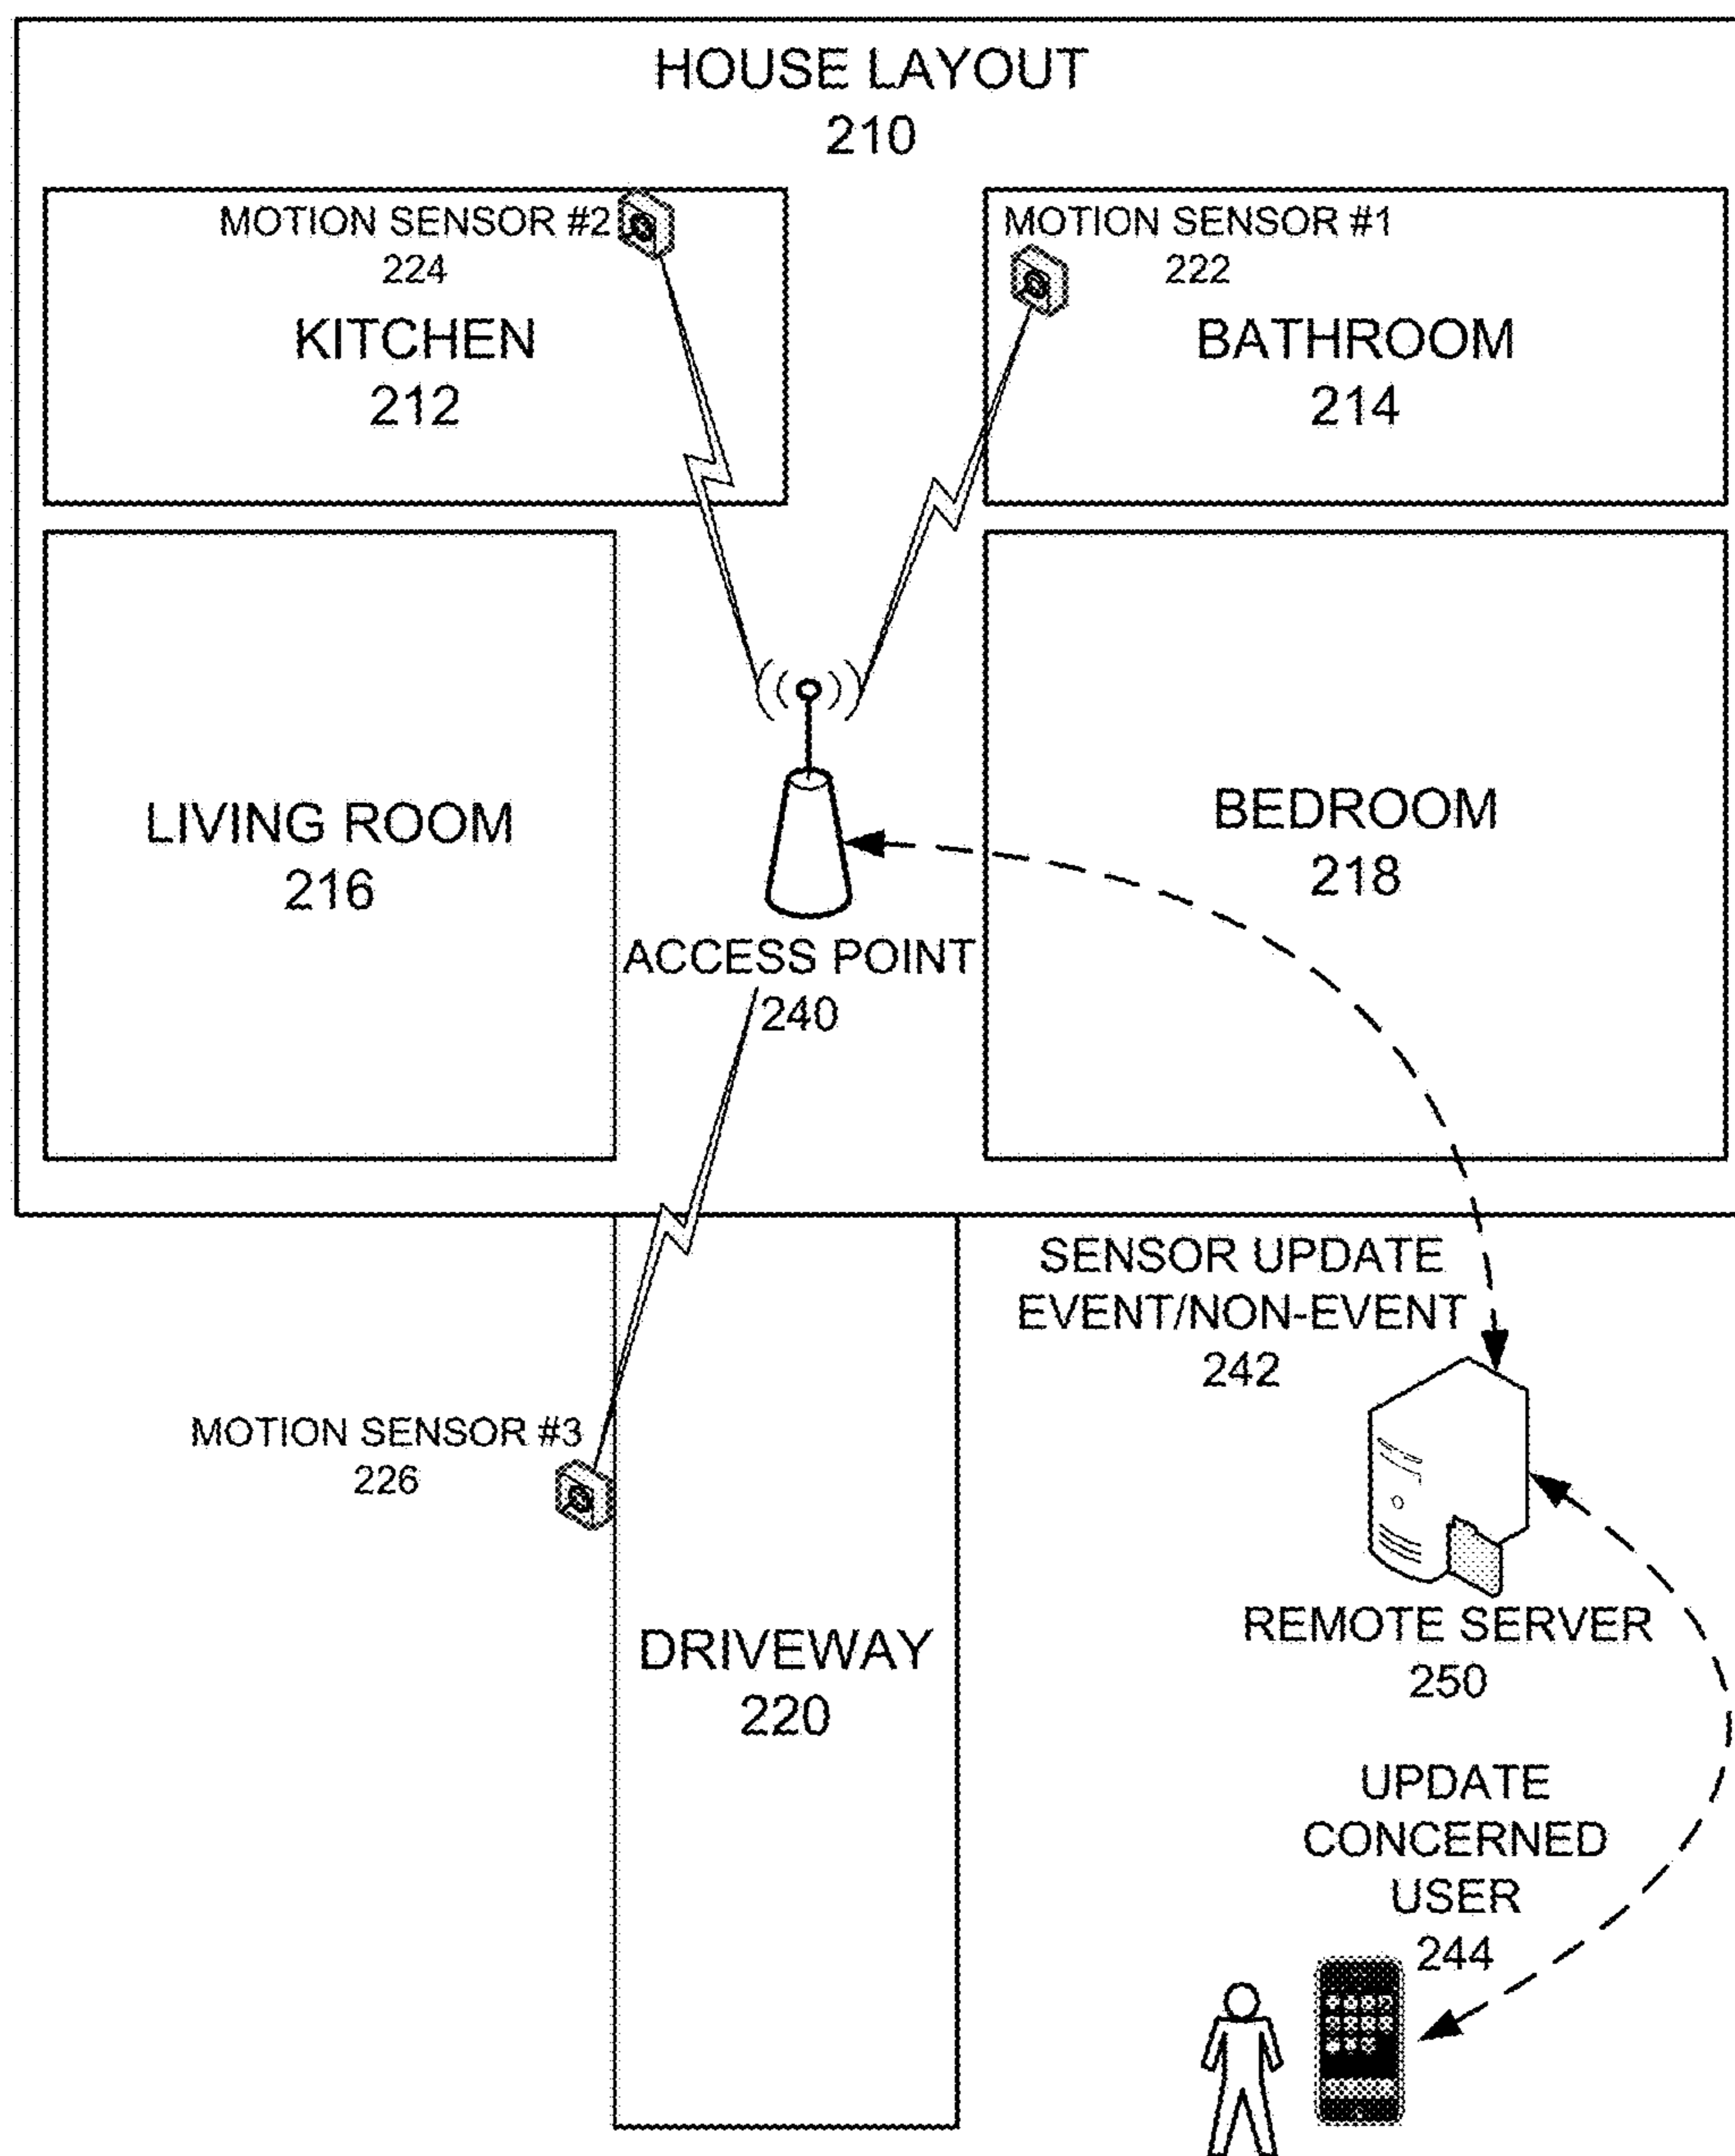 HOUSE LAYOUT
210
MOTION SENSOR #2
224
KITCHEN
212
MOTION SENSOR #1
222
BATHROOM
214
LIVING ROOM
216
BEDROOM
218
ACCESS POINT
240
SENSOR UPDATE
EVENT/NON-EVENT
242
MOTION SENSOR #3
226
REMOTE SERVER
250
DRIVEWAY
220
UPDATE
CONCERNED
USER
244